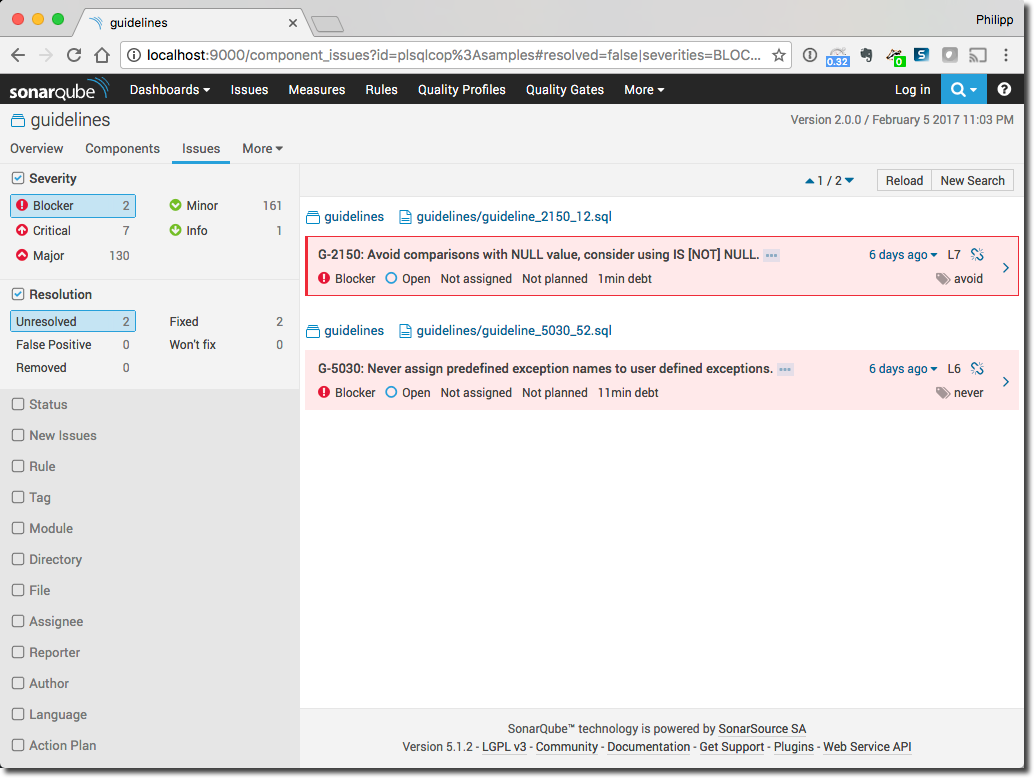 guidelines
Philipp
localhost:9000/component_issues?id=plsqlcop%3Asamples#resolved=false|severities=BLOC...
0.32
0
S
sonarqube Dashboards Issues Measures Rules Quality Profiles Quality Gates More Log in ?
guidelines
Version 2.0.0 / February 5 2017 11:03 PM
Overview Components Issues More
Severity
Blocker 2 Minor 161
Critical 7 Info 1
Major 130
Resolution
Unresolved 2 Fixed 2
False Positive 0 Won't fix 0
Removed 0
Status
New Issues
Rule
Tag
Module
Directory
File
Assignee
Reporter
Author
Language
Action Plan
1 / 2 Reload New Search
guidelines guidelines/guideline_2150_12.sql
G-2150: Avoid comparisons with NULL value, consider using IS [NOT] NULL. 6 days ago L7
Blocker Open Not assigned Not planned 1min debt avoid
guidelines guidelines/guideline_5030_52.sql
G-5030: Never assign predefined exception names to user defined exceptions. 6 days ago L6
Blocker Open Not assigned Not planned 11min debt never
SonarQube™ technology is powered by SonarSource SA
Version 5.1.2 - LGPL v3 - Community - Documentation - Get Support - Plugins - Web Service API